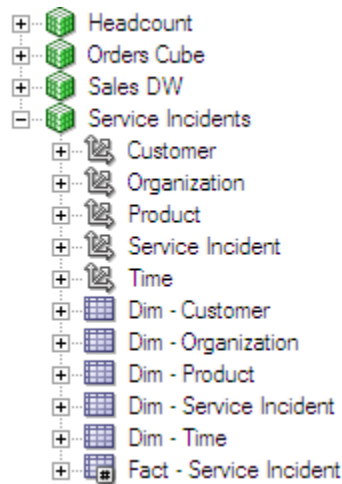 Headcount
Orders Cube
Sales DW
Service Incidents
Customer
Organization
Product
Service Incident
Time
Dim - Customer
Dim - Organization
Dim - Product
Dim - Service Incident
Dim - Time
Fact - Service Incident